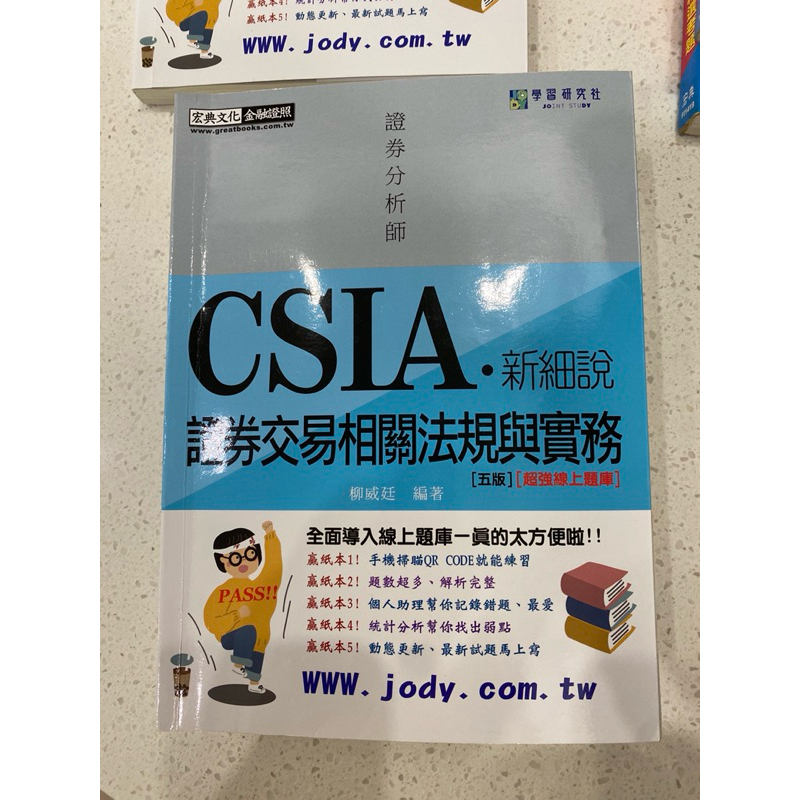 贏紙本5! 動態更新、最新試題馬上寫
www.jody.com.tw
宏典文化 金融證照
www.greatbooks.com.tw
學習研究社
JOINT STUDY
證券分析師
CSIA·新細說
證券交易相關法規與實務
[五版][超強線上題庫]
柳威廷 編著
全面導入線上題庫—真的太方便啦!!
贏紙本1! 手機掃瞄QR CODE就能練習
贏紙本2! 題數超多、解析完整
贏紙本3! 個人助理幫你記錄錯題、最愛
贏紙本4! 統計分析幫你找出弱點
贏紙本5! 動態更新、最新試題馬上寫
PASS!!
www.jody.com.tw